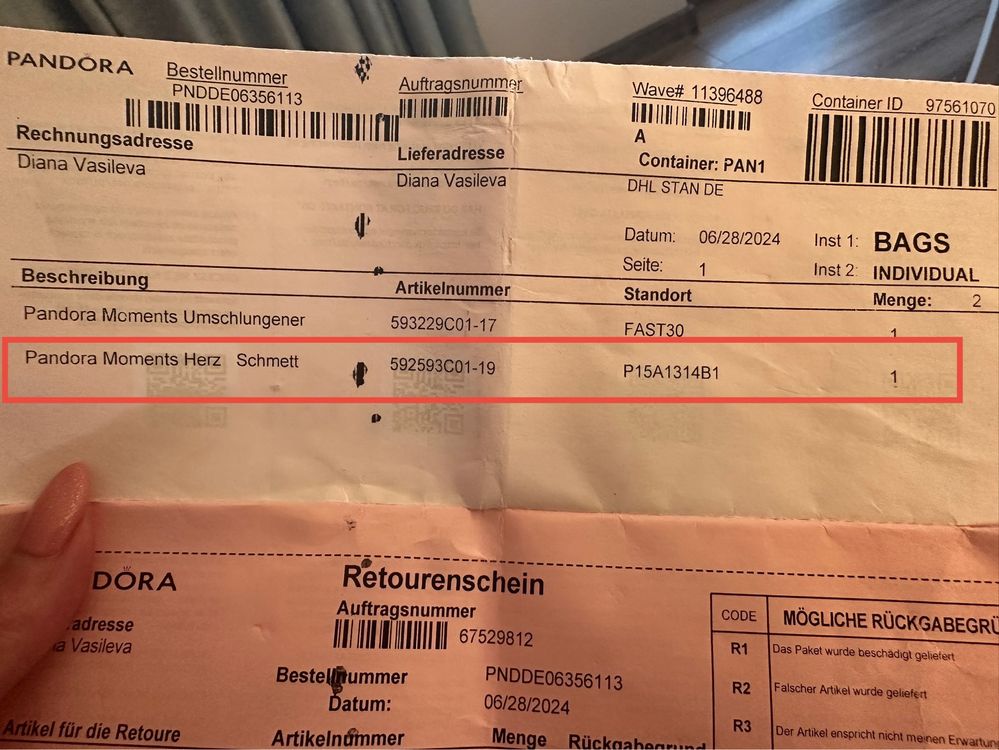 PANDÖRA
Bestellnummer
PNDDE06356113
Auftragsnummer
Wave# 11396488
A
Container: PAN1
Container ID 97561070
Rechnungsadresse
Diana Vasileva
Lieferadresse
Diana Vasileva
DHL STAN DE
Datum: 06/28/2024 Inst 1: BAGS
Seite: 1 Inst 2: INDIVIDUAL
Beschreibung Artikelnummer Standort Menge: 2
Pandora Moments Umschlungener 593229C01-17 FAST30 1
Pandora Moments Herz Schmett 592593C01-19 P15A1314B1 1
DÖRA
Retourenschein
Auftragsnummer
67529812
adresse
Vasileva
Bestellnummer PNDDE06356113
Datum: 06/28/2024
Artikel für die Retoure Artikelnummer Menge Rückgabegrund
CODE MÖGLICHE RÜCKGABEGRÜ
R1 Das Paket wurde beschädigt geliefert
R2 Falscher Artikel wurde geliefert
R3 Der Artikel enspricht nicht meinen Erwartun